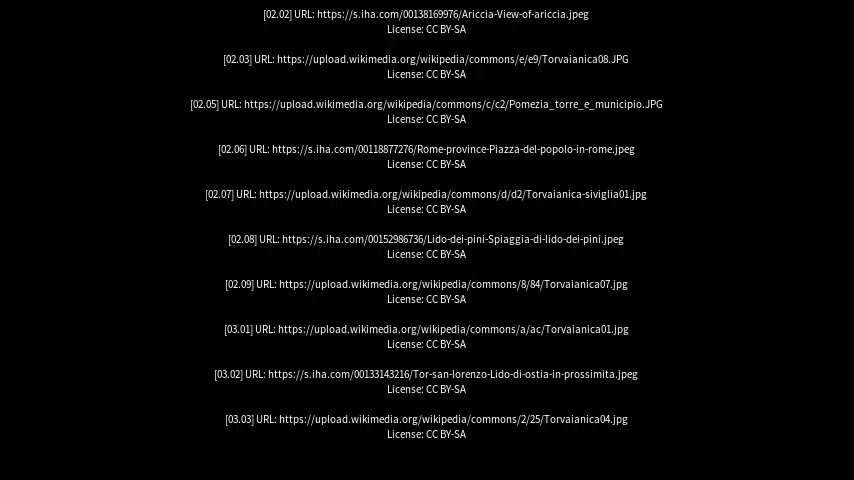 [02.02] URL: https://s.iha.com/00138169976/Ariccia-View-of-ariccia.jpeg
License: CC BY-SA
[02.03] URL: https://upload.wikimedia.org/wikipedia/commons/e/e9/Torvaianica08.JPG
License: CC BY-SA
[02.05] URL: https://upload.wikimedia.org/wikipedia/commons/c/c2/Pomezia_torre_e_municipio.JPG
License: CC BY-SA
[02.06] URL: https://s.iha.com/00118877276/Rome-province-Piazza-del-popolo-in-rome.jpeg
License: CC BY-SA
[02.07] URL: https://upload.wikimedia.org/wikipedia/commons/d/d2/Torvaianica-siviglia01.jpg
License: CC BY-SA
[02.08] URL: https://s.iha.com/00152986736/Lido-dei-pini-Spiaggia-di-lido-dei-pini.jpeg
License: CC BY-SA
[02.09] URL: https://upload.wikimedia.org/wikipedia/commons/8/84/Torvaianica07.jpg
License: CC BY-SA
[03.01] URL: https://upload.wikimedia.org/wikipedia/commons/a/ac/Torvaianica01.jpg
License: CC BY-SA
[03.02] URL: https://s.iha.com/00133143216/Tor-san-lorenzo-Lido-di-ostia-in-prossimita.jpeg
License: CC BY-SA
[03.03] URL: https://upload.wikimedia.org/wikipedia/commons/2/25/Torvaianica04.jpg
License: CC BY-SA